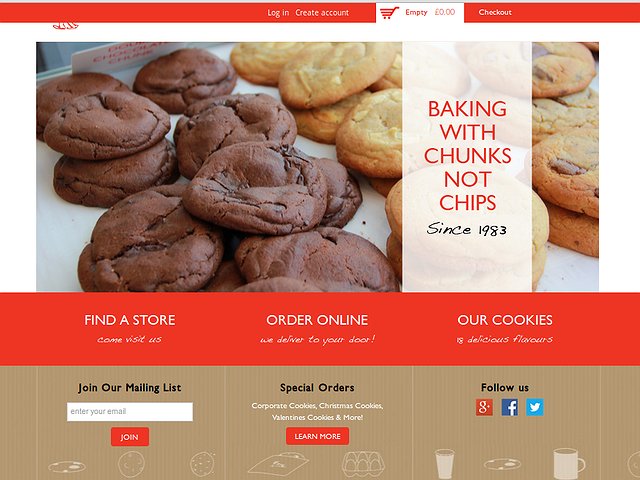 Log in Create account Empty £0.00 Checkout
CHOCOLATE
CHUNK
BAKING
WITH
CHUNKS
NOT
CHIPS
Since 1983
FIND A STORE
come visit us
ORDER ONLINE
we deliver to your door!
OUR COOKIES
18 delicious flavours
Join Our Mailing List
enter your email
JOIN
Special Orders
Corporate Cookies, Christmas Cookies,
Valentines Cookies & More!
LEARN MORE
Follow us
g+ f